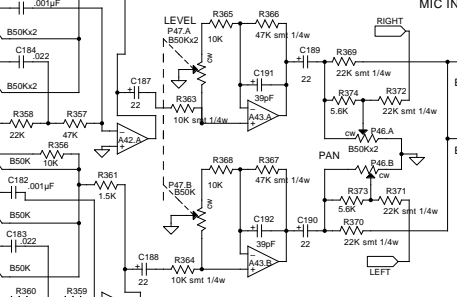 .001µF
LEVEL
P47.A
B50Kx2
R365
10K
R366
47K smt 1/4w
RIGHT
MIC IN
B50Kx2
C184
.022
cw
C189
22
R369
22K smt 1/4w
B50Kx2
C187
22
C191
39pF
R374
5.6K
R372
22K smt 1/4w
R363
10K smt 1/4w
A43.A
R358
22K
R357
47K
A42.A
cw
P46.A
B50Kx2
R356
10K
PAN
B50K
R368
10K
R367
47K smt 1/4w
P46.B
cw
C182
.001µF
R361
1.5K
P47.B
B50K
R373
5.6K
R371
22K smt 1/4w
B50K
cw
C192
39pF
C190
22
R370
22K smt 1/4w
C183
.022
C188
22
R364
10K smt 1/4w
A43.B
B50K
LEFT
R360
R359